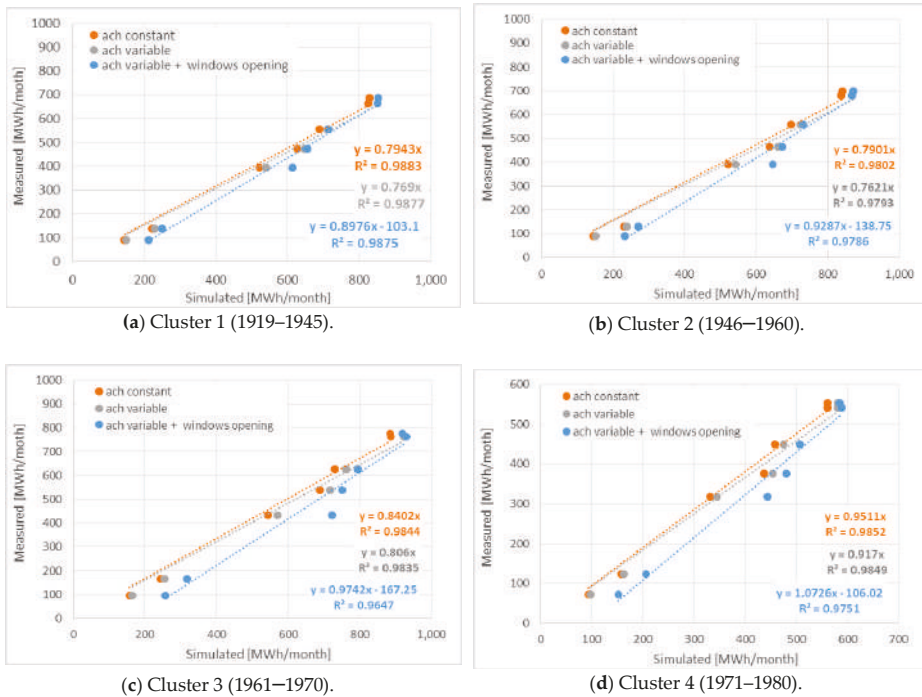 1000
900
800
700
600
500
400
300
200
100
0
Measured [MWh/moth]
ach constant
ach variable
ach variable + windows opening
y = 0.7943x
R² = 0.9883
y = 0.769x
R² = 0.9877
y = 0.8976x - 103.1
R² = 0.9875
0 200 400 600 800 1,000
Simulated [MWh/month]
(a) Cluster 1 (1919–1945).
1000
900
800
700
600
500
400
300
200
100
0
Measured [MWh/moth]
ach constant
ach variable
ach variable + windows opening
y = 0.7901x
R² = 0.9802
y = 0.7621x
R² = 0.9793
y = 0.9287x - 138.75
R² = 0.9786
0 200 400 600 800 1,000
Simulated [MWh/month]
(b) Cluster 2 (1946–1960).
1000
900
800
700
600
500
400
300
200
100
0
Measured [MWh/moth]
ach constant
ach variable
ach variable + windows opening
y = 0.8402x
R² = 0.9844
y = 0.806x
R² = 0.9835
y = 0.9742x - 167.25
R² = 0.9647
0 200 400 600 800 1,000
Simulated [MWh/month]
(c) Cluster 3 (1961–1970).
600
500
400
300
200
100
0
Measured [MWh/moth]
ach constant
ach variable
ach variable + windows opening
y = 0.9511x
R² = 0.9852
y = 0.917x
R² = 0.9849
y = 1.0726x - 106.02
R² = 0.9751
0 100 200 300 400 500 600 700
Simulated [MWh/month]
(d) Cluster 4 (1971–1980).